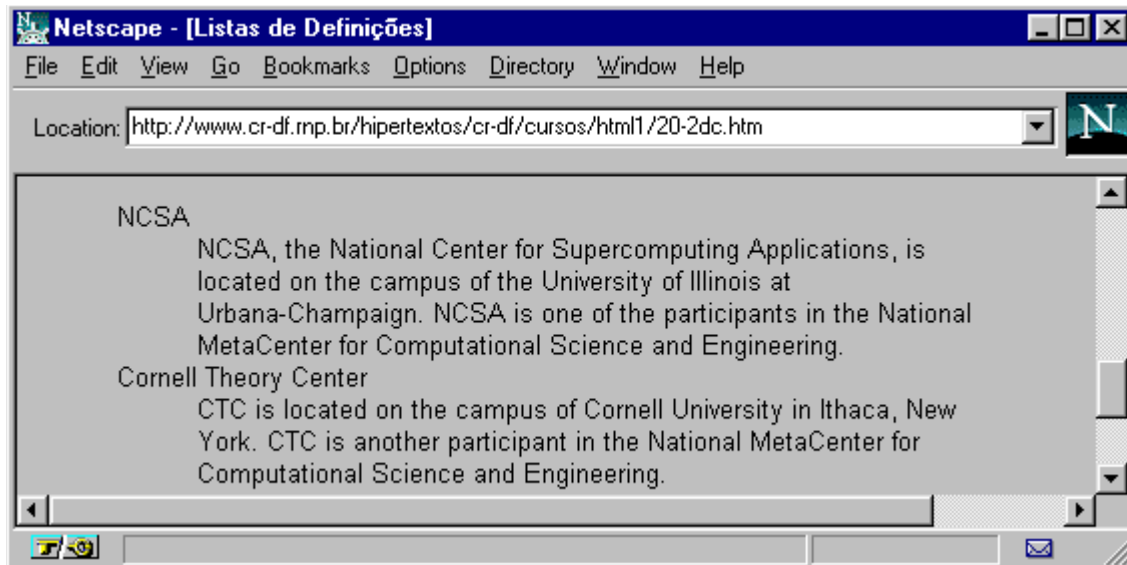 Netscape - [Listas de Definições]
File Edit View Go Bookmarks Options Directory Window Help
Location: http://www.cr-df.rnp.br/hipertextos/cr-df/cursos/html1/20-2dc.htm
N
NCSA
NCSA, the National Center for Supercomputing Applications, is
located on the campus of the University of Illinois at
Urbana-Champaign. NCSA is one of the participants in the National
MetaCenter for Computational Science and Engineering.
Cornell Theory Center
CTC is located on the campus of Cornell University in Ithaca, New
York. CTC is another participant in the National MetaCenter for
Computational Science and Engineering.